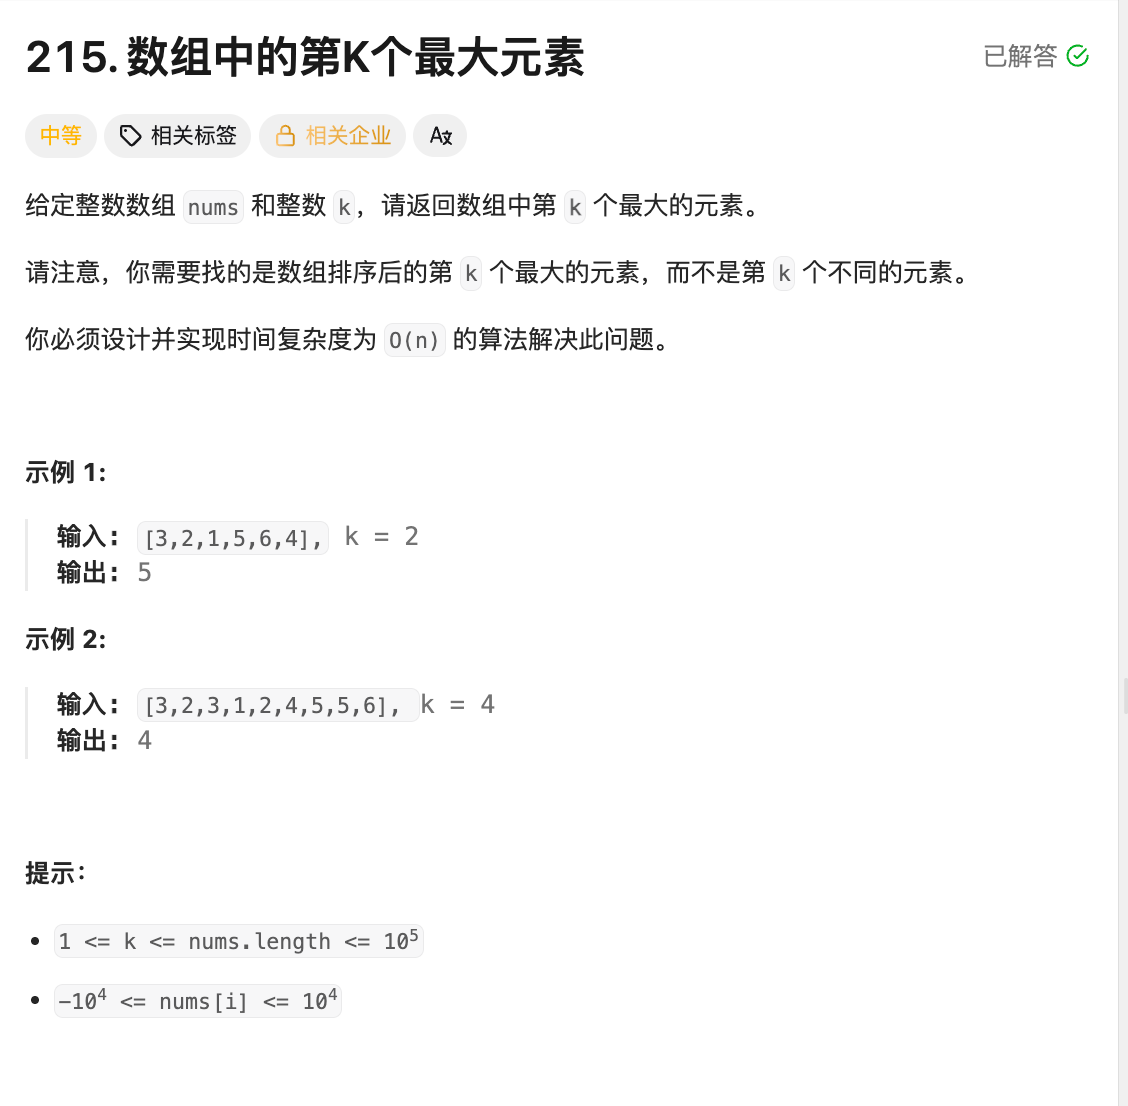 215. 数组中的第K个最大元素
已解答
中等 相关标签 相关企业 A文
给定整数数组 nums 和整数 k，请返回数组中第 k 个最大的元素。
请注意，你需要找的是数组排序后的第 k 个最大的元素，而不是第 k 个不同的元素。
你必须设计并实现时间复杂度为 O(n) 的算法解决此问题。
示例 1:
输入: [3,2,1,5,6,4], k = 2
输出: 5
示例 2:
输入: [3,2,3,1,2,4,5,5,6], k = 4
输出: 4
提示：
1 <= k <= nums.length <= 10⁵
-10⁴ <= nums[i] <= 10⁴